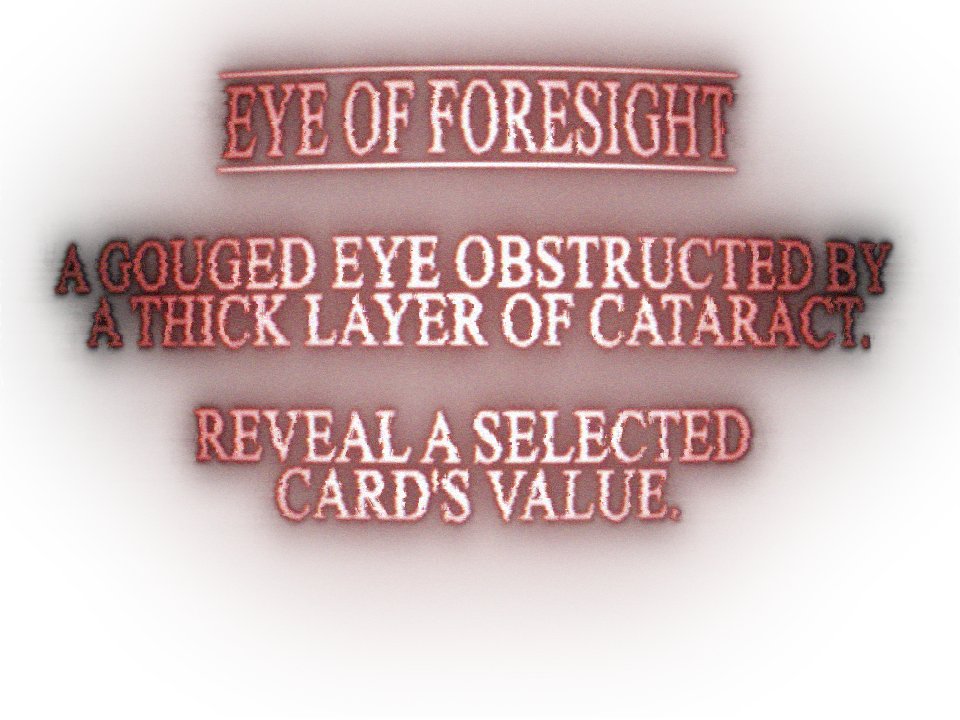 EYE OF FORESIGHT
A GOUGED EYE OBSTRUCTED BY
A THICK LAYER OF CATARACT.
REVEAL A SELECTED
CARD'S VALUE.